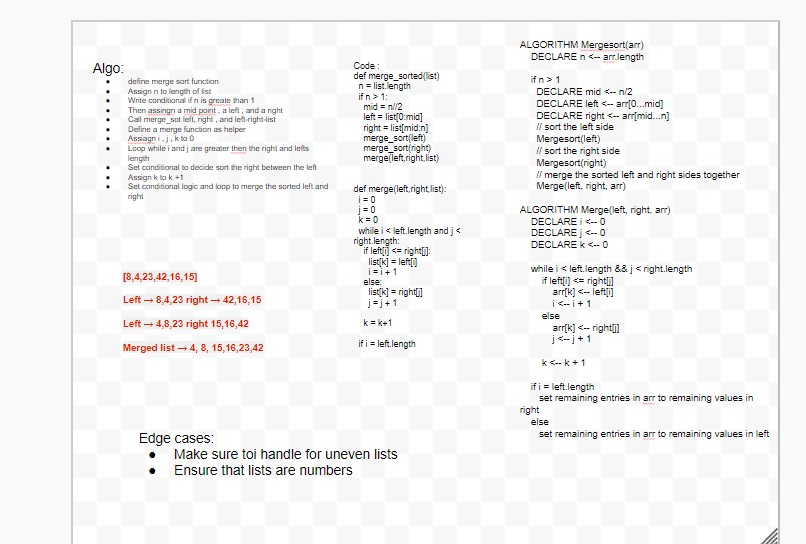 Algo:
define merge sort function
Assign n to length of list
Write conditional if n is greate than 1
Then assingn a mid point , a left , and a right
Call merge_sot left, right , and left-right-list
Define a merge function as helper
Assiagn i , j , k to 0
Loop while i and j are greater then the right and lefts
length
Set conditional to decide sort the right between the left
Assign k to k +1
Set conditional logic and loop to merge the sorted left and
right
[8,4,23,42,16,15]
Left → 8,4,23 right → 42,16,15
Left → 4,8,23 right 15,16,42
Merged list → 4, 8, 15,16,23,42
Edge cases:
Make sure toi handle for uneven lists
Ensure that lists are numbers
Code :
def merge_sorted(list)
n = list.length
if n > 1:
mid = n//2
left = list[0:mid]
right = list[mid:n]
merge_sort(left)
merge_sort(right)
merge(left,right,list)
def merge(left,right,list):
i = 0
j = 0
k = 0
while i < left.length and j <
right.length:
if left[i] <= right[j]:
list[k] = left[i]
i = i + 1
else:
list[k] = right[j]
j = j + 1
k = k+1
if i = left.length
ALGORITHM Mergesort(arr)
DECLARE n <-- arr.length
if n > 1
DECLARE mid <-- n/2
DECLARE left <-- arr[0...mid]
DECLARE right <-- arr[mid...n]
// sort the left side
Mergesort(left)
// sort the right side
Mergesort(right)
// merge the sorted left and right sides together
Merge(left, right, arr)
ALGORITHM Merge(left, right, arr)
DECLARE i <-- 0
DECLARE j <-- 0
DECLARE k <-- 0
while i < left.length && j < right.length
if left[i] <= right[j]
arr[k] <-- left[i]
i <-- i + 1
else
arr[k] <-- right[j]
j <-- j + 1
k <-- k + 1
if i = left.length
set remaining entries in arr to remaining values in
right
else
set remaining entries in arr to remaining values in left